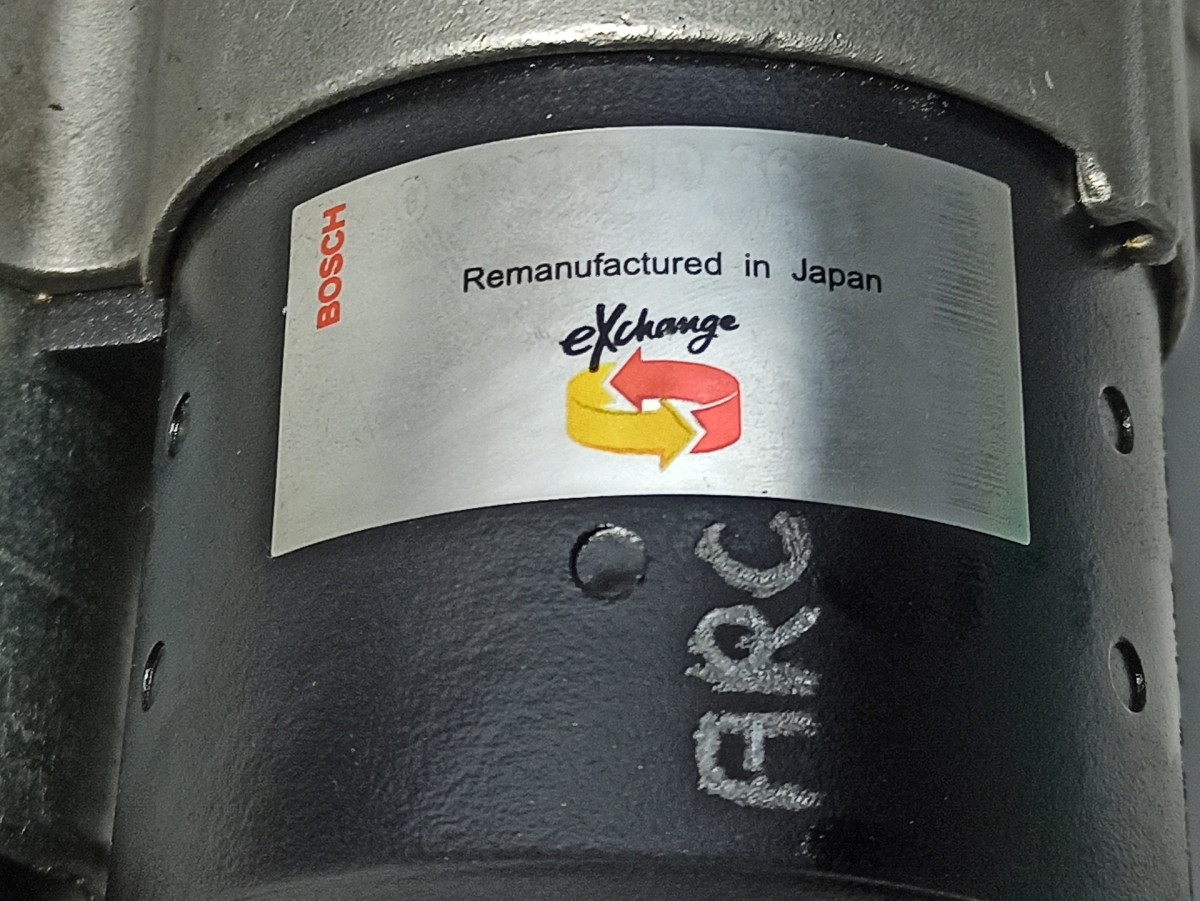 BOSCH
Remanufactured in Japan
eXchange
ARC